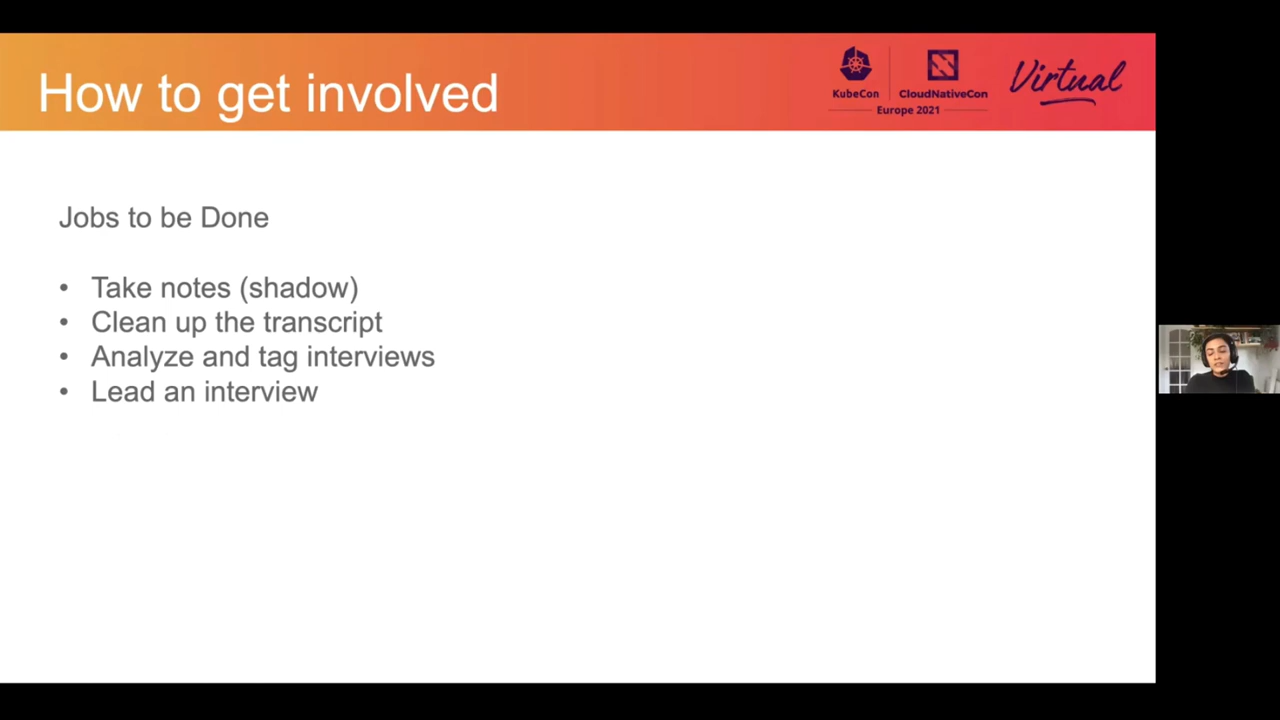 How to get involved
KubeCon
CloudNativeCon
Europe 2021
Virtual
Jobs to be Done
• Take notes (shadow)
• Clean up the transcript
• Analyze and tag interviews
• Lead an interview